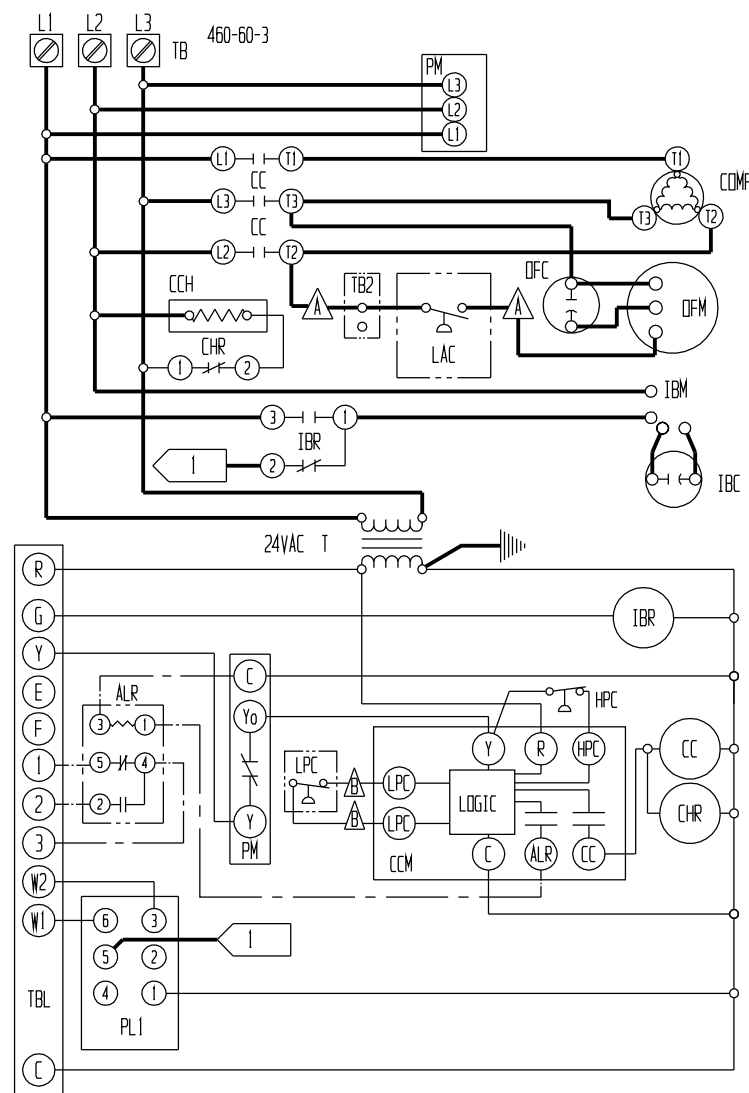 L1 L2 L3
TB
460-60-3
PM
L3
L2
L1
L1 T1
T1
CC
COMP
L3 T3
T3 T2
CC
L2 T2
OFC
CCH
A
TB2
A
OFM
LAC
CHR
1 2
IBM
3 1
IBR
1
2
IBC
24VAC T
R
G
IBR
Y
C
E
ALR
HPC
Yo
F
3 1
Y R HPC
CC
1
5 4
LPC
B
LPC
2
2
LOGIC
CHR
B
LPC
3
Y
PM
CCM
C ALR CC
W2
W1
6 3
5 2
1
4 1
TBL
PL1
C